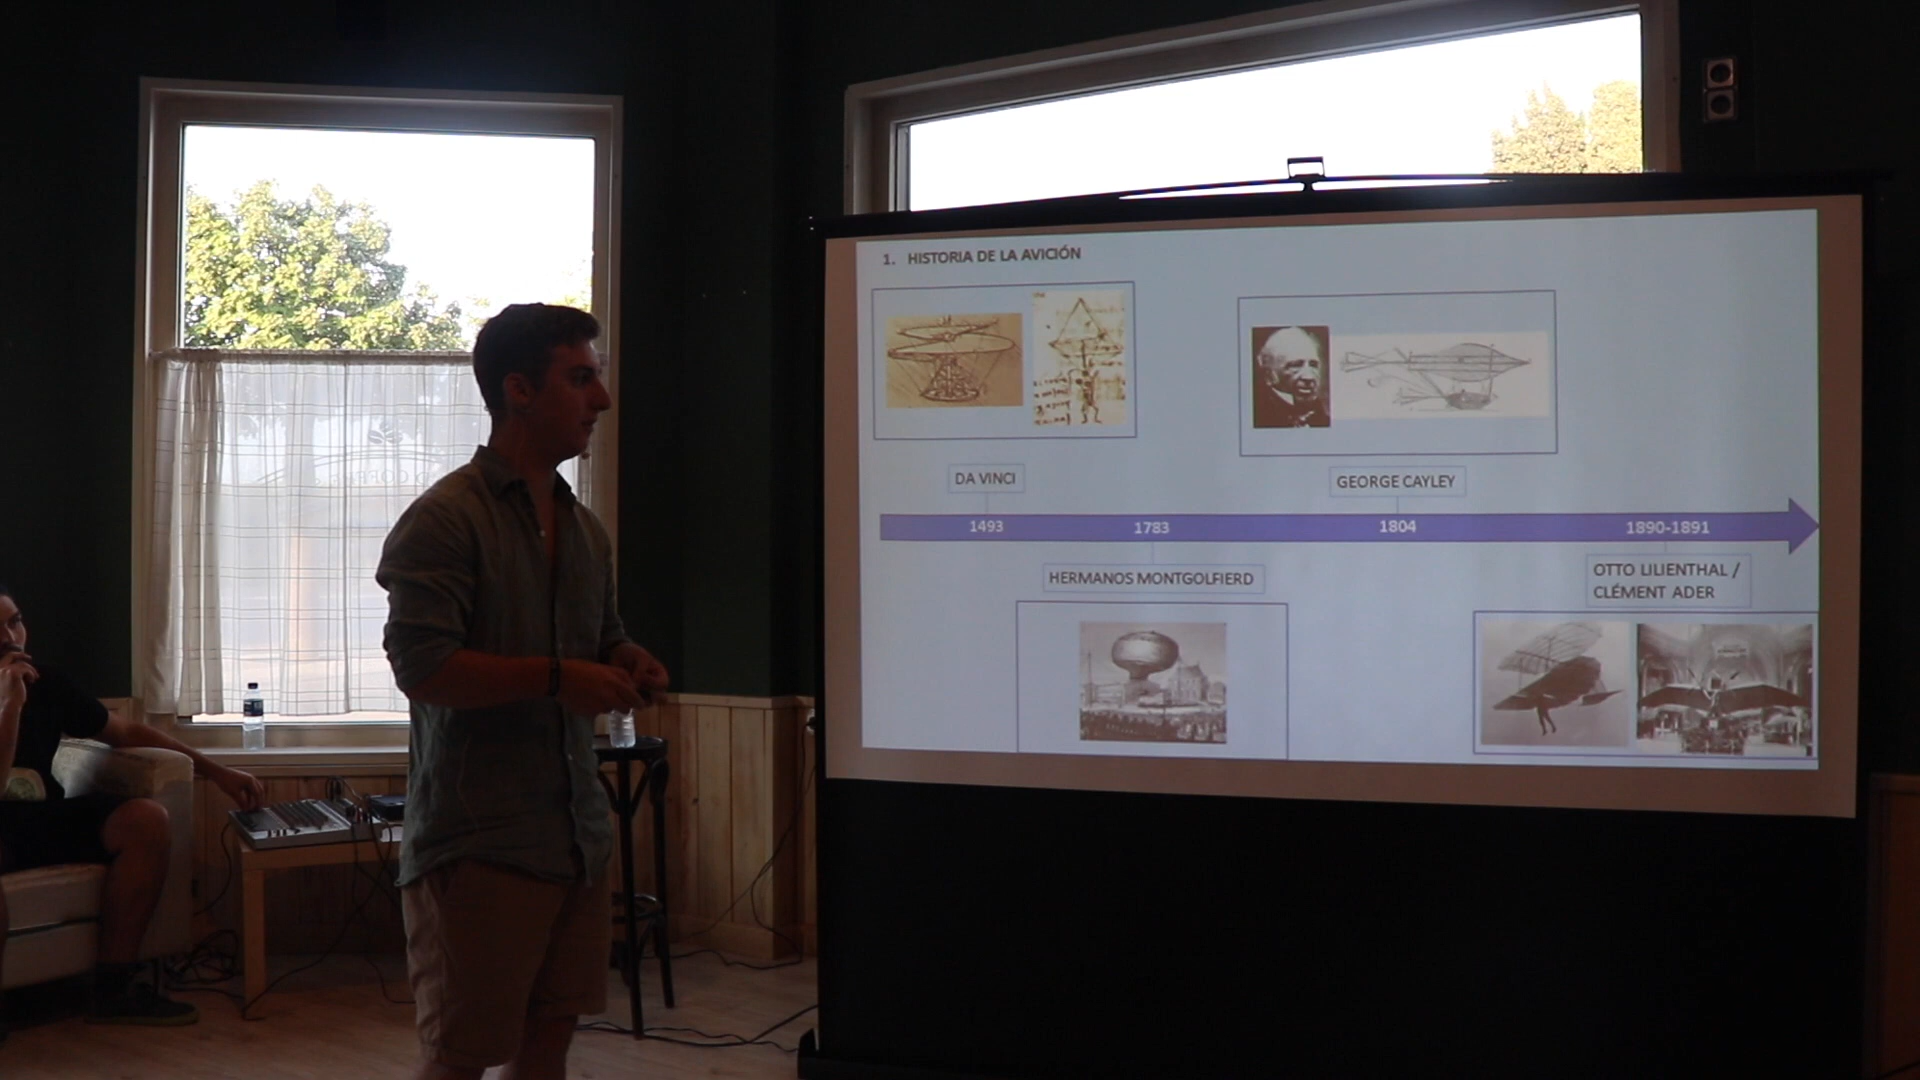 1. HISTORIA DE LA AVICIÓN
DA VINCI
GEORGE CAYLEY
1493
1783
1804
1890-1891
HERMANOS MONTGOLFIERD
OTTO LILIENTHAL /
CLÉMENT ADER